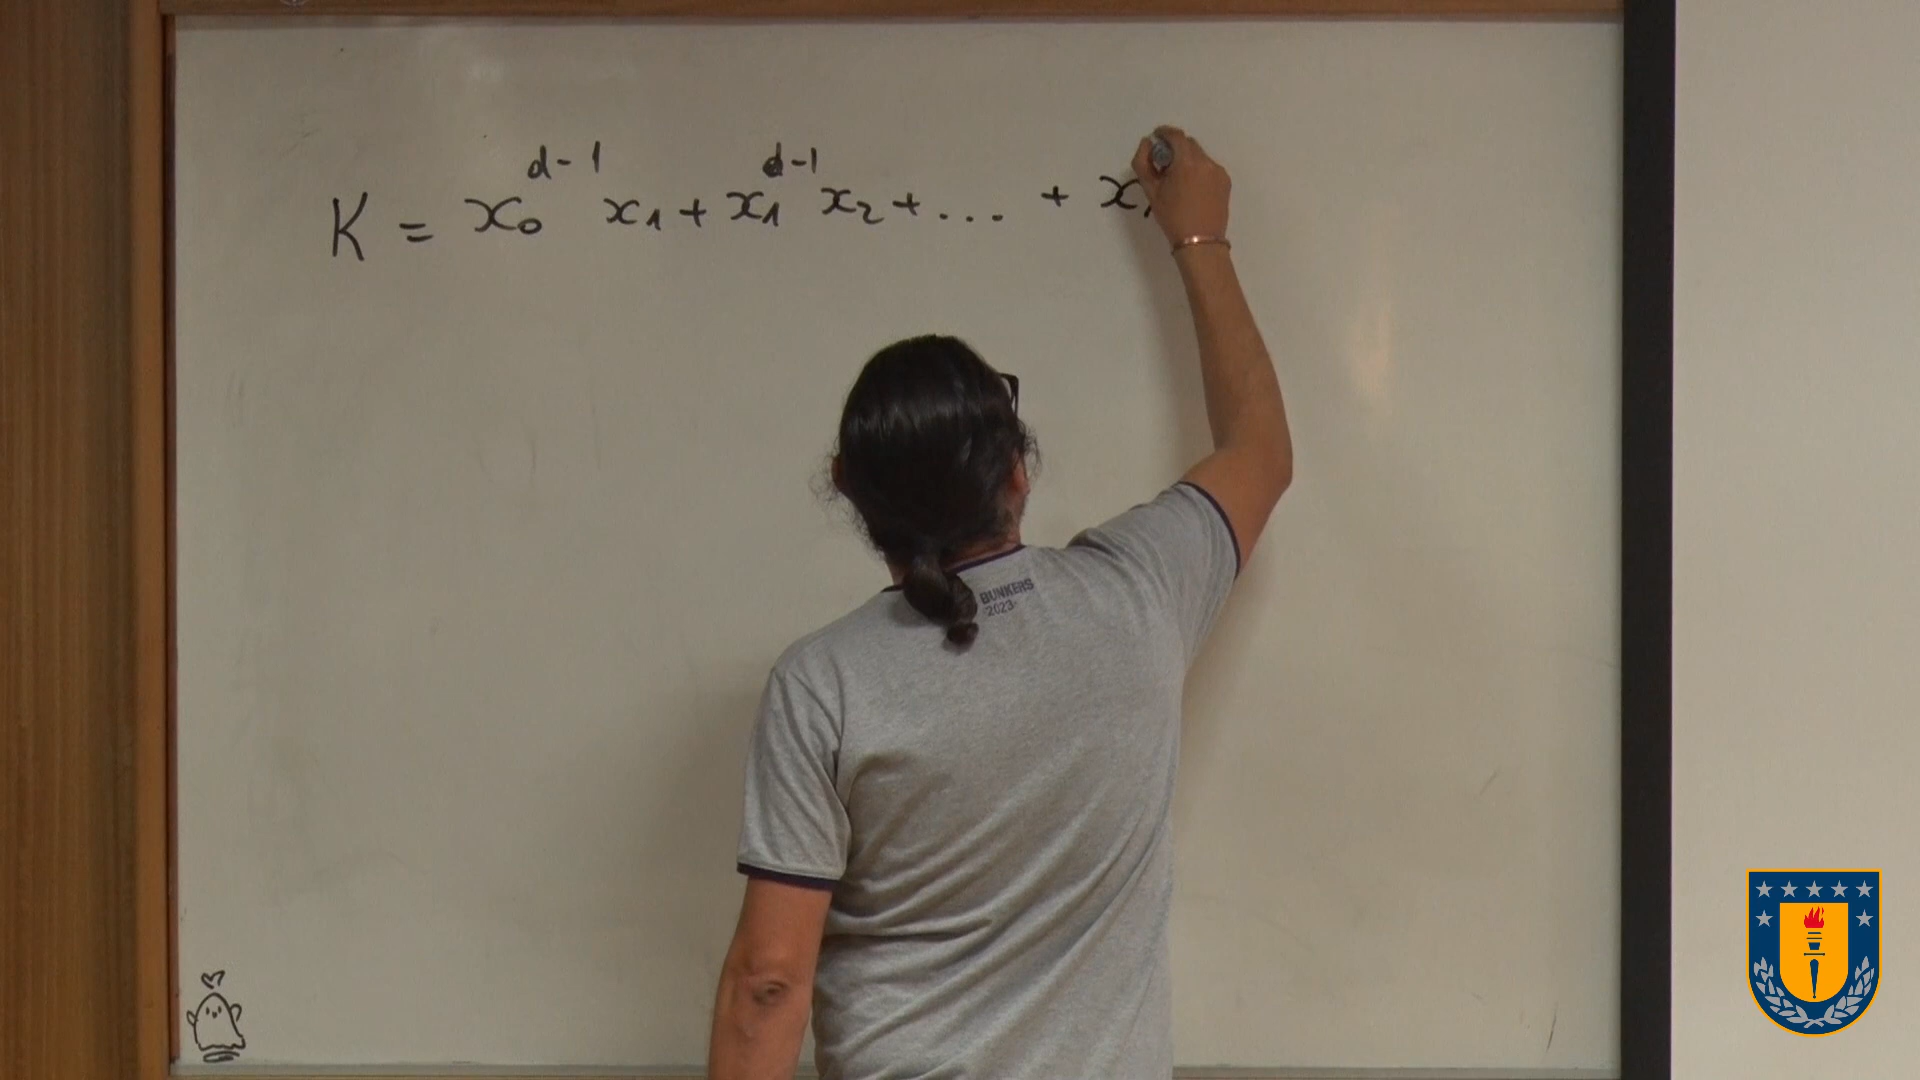 K = x₀^{d-1} x₁ + x₁^{d-1} x₂ + ... + x
BUNKERS
·2023·